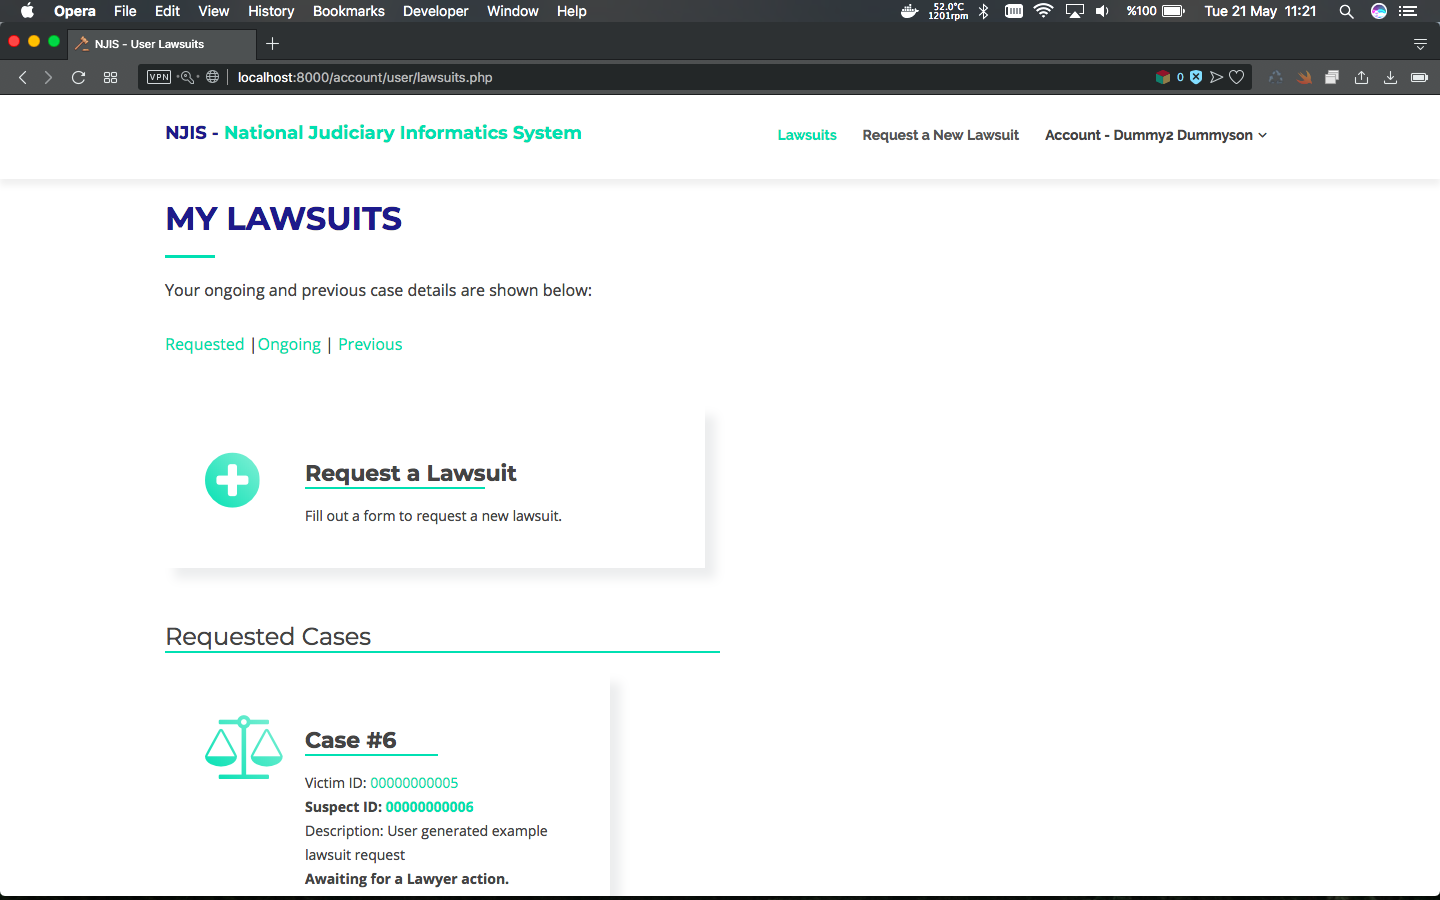 Opera File Edit View History Bookmarks Developer Window Help 52.0°C 1201rpm %100 Tue 21 May 11:21
NJIS - User Lawsuits
VPN localhost:8000/account/user/lawsuits.php 0
NJIS - National Judiciary Informatics System Lawsuits Request a New Lawsuit Account - Dummy2 Dummyson
MY LAWSUITS
Your ongoing and previous case details are shown below:
Requested |Ongoing | Previous
Request a Lawsuit
Fill out a form to request a new lawsuit.
Requested Cases
Case #6
Victim ID: 00000000005
Suspect ID: 00000000006
Description: User generated example
lawsuit request
Awaiting for a Lawyer action.